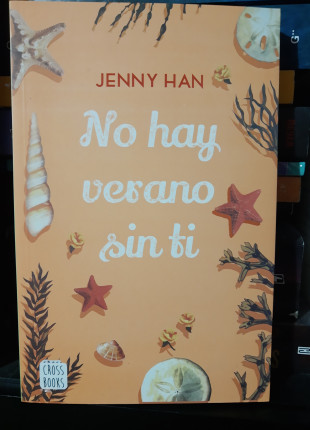 JENNY HAN
No hay
verano
sin ti
CROSS
BOOKS